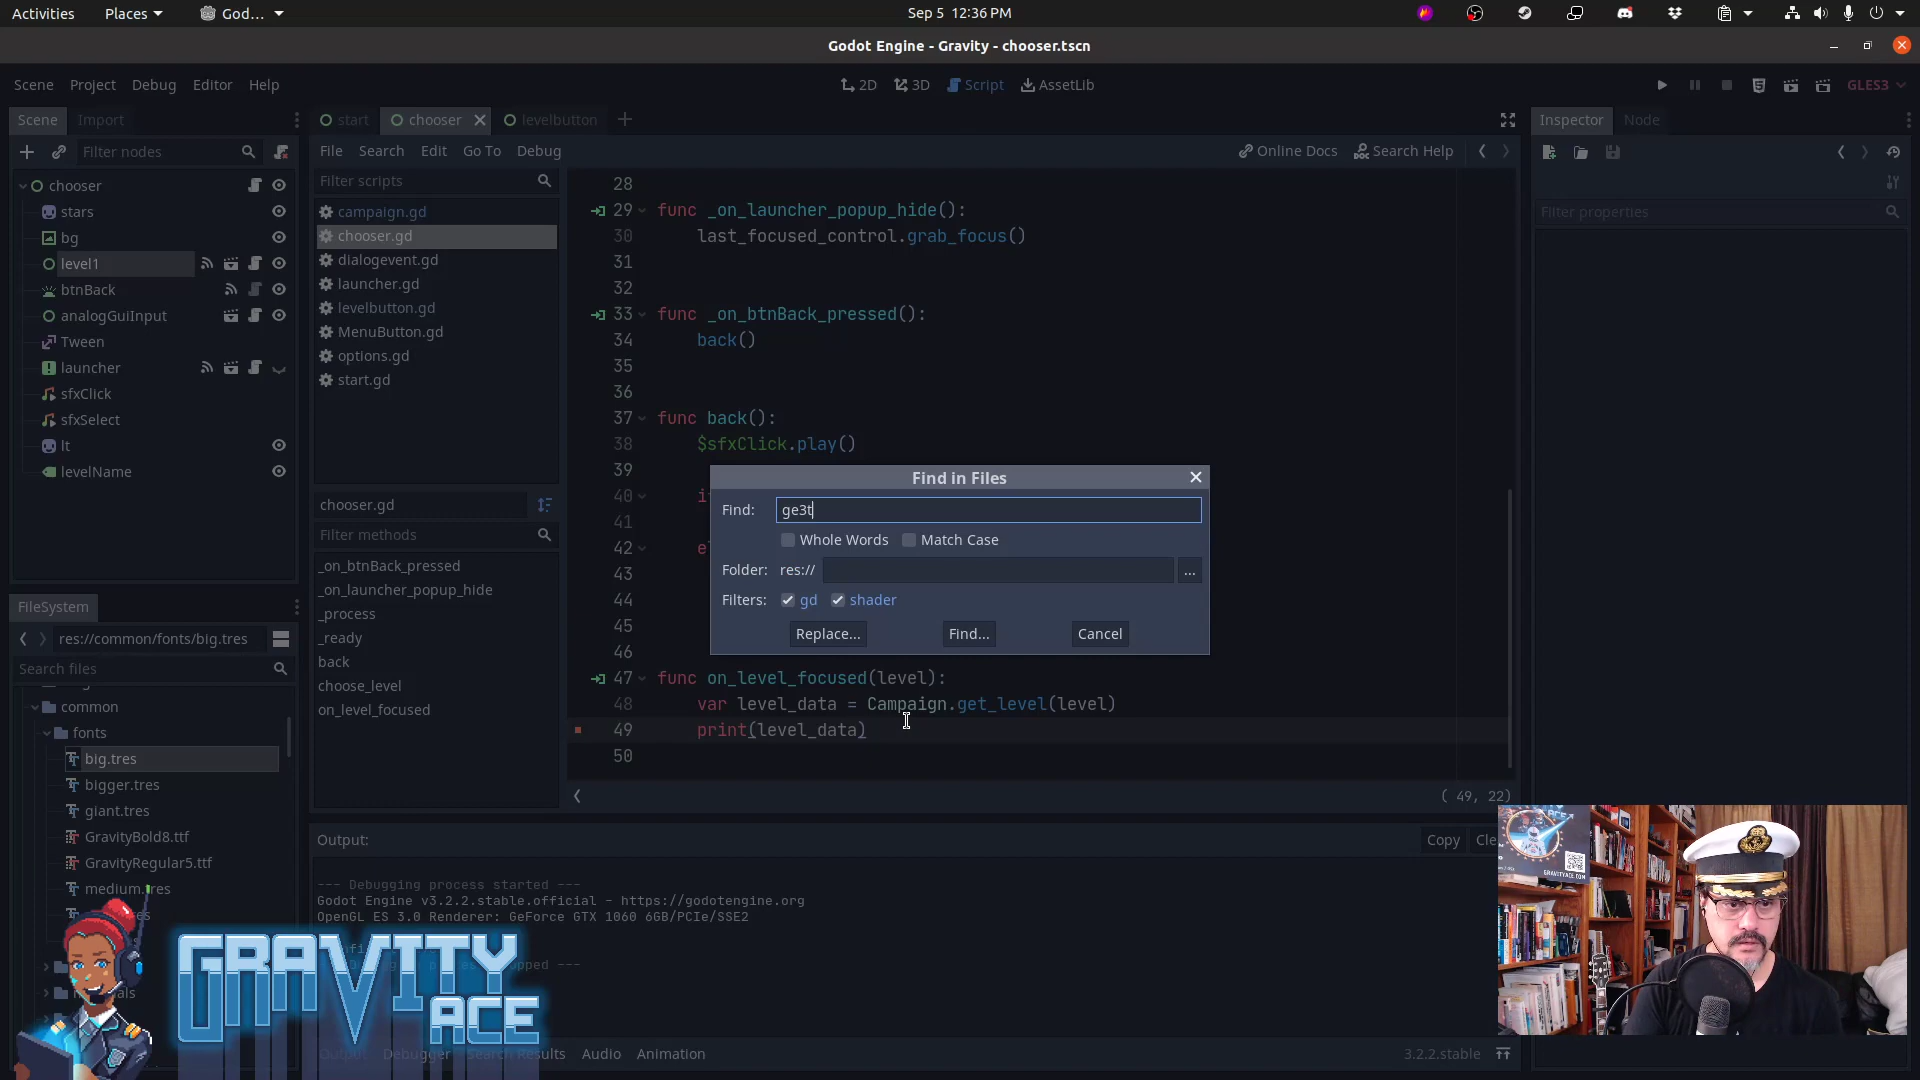 Activities
Places
God...
Sep 5 12:36 PM
Godot Engine - Gravity - chooser.tscn
Scene
Project
Debug
Editor
Help
2D
3D
Script
AssetLib
GLES3
Scene
Import
start
chooser
levelbutton
Inspector
Node
Filter nodes
File
Search
Edit
Go To
Debug
Online Docs
Search Help
chooser
stars
bg
level1
btnBack
analogGuiInput
Tween
launcher
sfxClick
sfxSelect
lt
levelName
Filter scripts
campaign.gd
chooser.gd
dialogevent.gd
launcher.gd
levelbutton.gd
MenuButton.gd
options.gd
start.gd
chooser.gd
Filter methods
_on_btnBack_pressed
_on_launcher_popup_hide
_process
_ready
back
choose_level
on_level_focused
Filter properties
28
29 func _on_launcher_popup_hide():
30 last_focused_control.grab_focus()
31
32
33 func _on_btnBack_pressed():
34 back()
35
36
37 func back():
38 $sfxClick.play()
39
40 i
41
42 el
43
44
45
46
47 func on_level_focused(level):
48 var level_data = Campaign.get_level(level)
49 print(level_data)
50
( 49, 22)
Find in Files
Find: ge3t
Whole Words
Match Case
Folder: res://
...
Filters: gd shader
Replace...
Find...
Cancel
FileSystem
res://common/fonts/big.tres
Search files
common
fonts
big.tres
bigger.tres
giant.tres
GravityBold8.ttf
GravityRegular5.ttf
medium.tres
Output:
Copy
Cle
--- Debugging process started ---
Godot Engine v3.2.2.stable.official - https://godotengine.org
OpenGL ES 3.0 Renderer: GeForce GTX 1060 6GB/PCIe/SSE2
Output
Debugger
Search Results
Audio
Animation
3.2.2.stable
GRAVITY
ACE
GRAVITYACE.COM